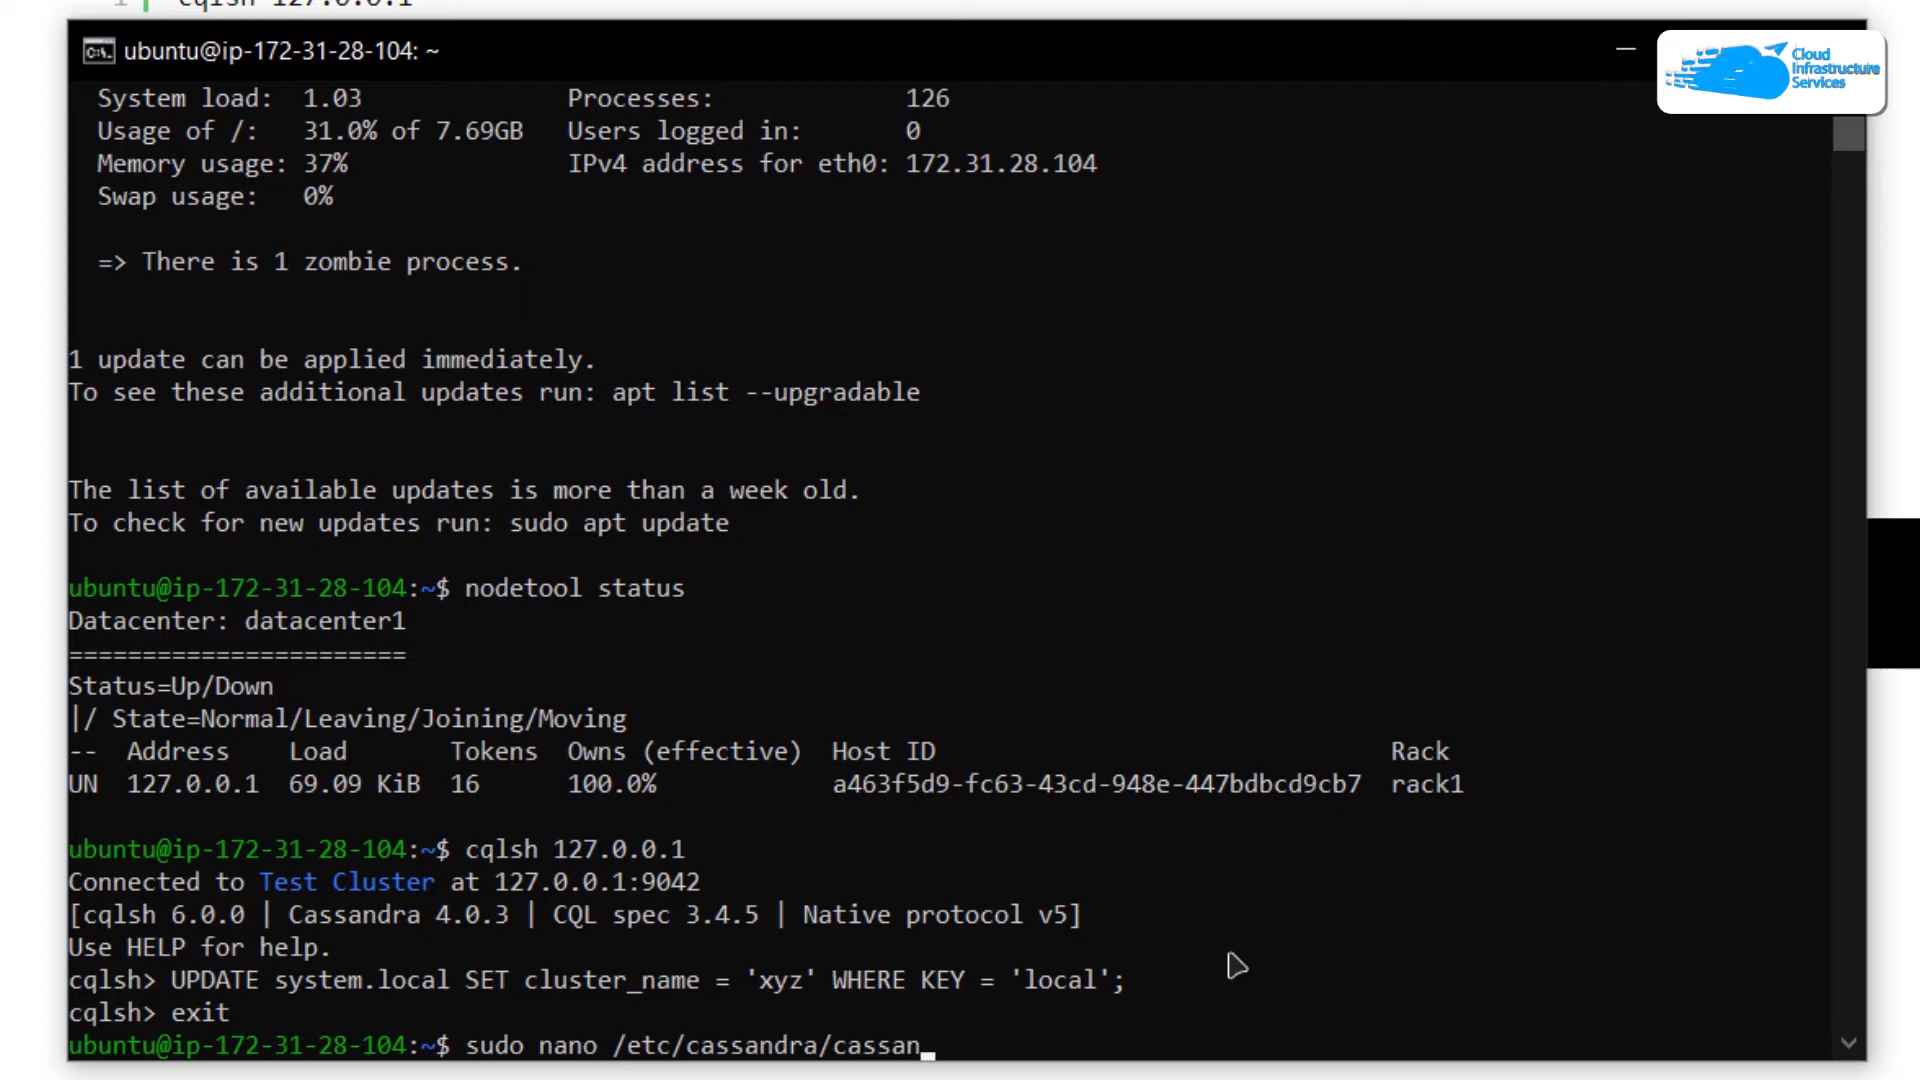 1 cqlsh 127.0.0.1
ubuntu@ip-172-31-28-104: ~
Cloud
Infrastructure
Services
System load: 1.03 Processes: 126
Usage of /: 31.0% of 7.69GB Users logged in: 0
Memory usage: 37% IPv4 address for eth0: 172.31.28.104
Swap usage: 0%
=> There is 1 zombie process.
1 update can be applied immediately.
To see these additional updates run: apt list --upgradable
The list of available updates is more than a week old.
To check for new updates run: sudo apt update
ubuntu@ip-172-31-28-104:~$ nodetool status
Datacenter: datacenter1
=======================
Status=Up/Down
|/ State=Normal/Leaving/Joining/Moving
-- Address Load Tokens Owns (effective) Host ID Rack
UN 127.0.0.1 69.09 KiB 16 100.0% a463f5d9-fc63-43cd-948e-447bdbcd9cb7 rack1
ubuntu@ip-172-31-28-104:~$ cqlsh 127.0.0.1
Connected to Test Cluster at 127.0.0.1:9042
[cqlsh 6.0.0 | Cassandra 4.0.3 | CQL spec 3.4.5 | Native protocol v5]
Use HELP for help.
cqlsh> UPDATE system.local SET cluster_name = 'xyz' WHERE KEY = 'local';
cqlsh> exit
ubuntu@ip-172-31-28-104:~$ sudo nano /etc/cassandra/cassan